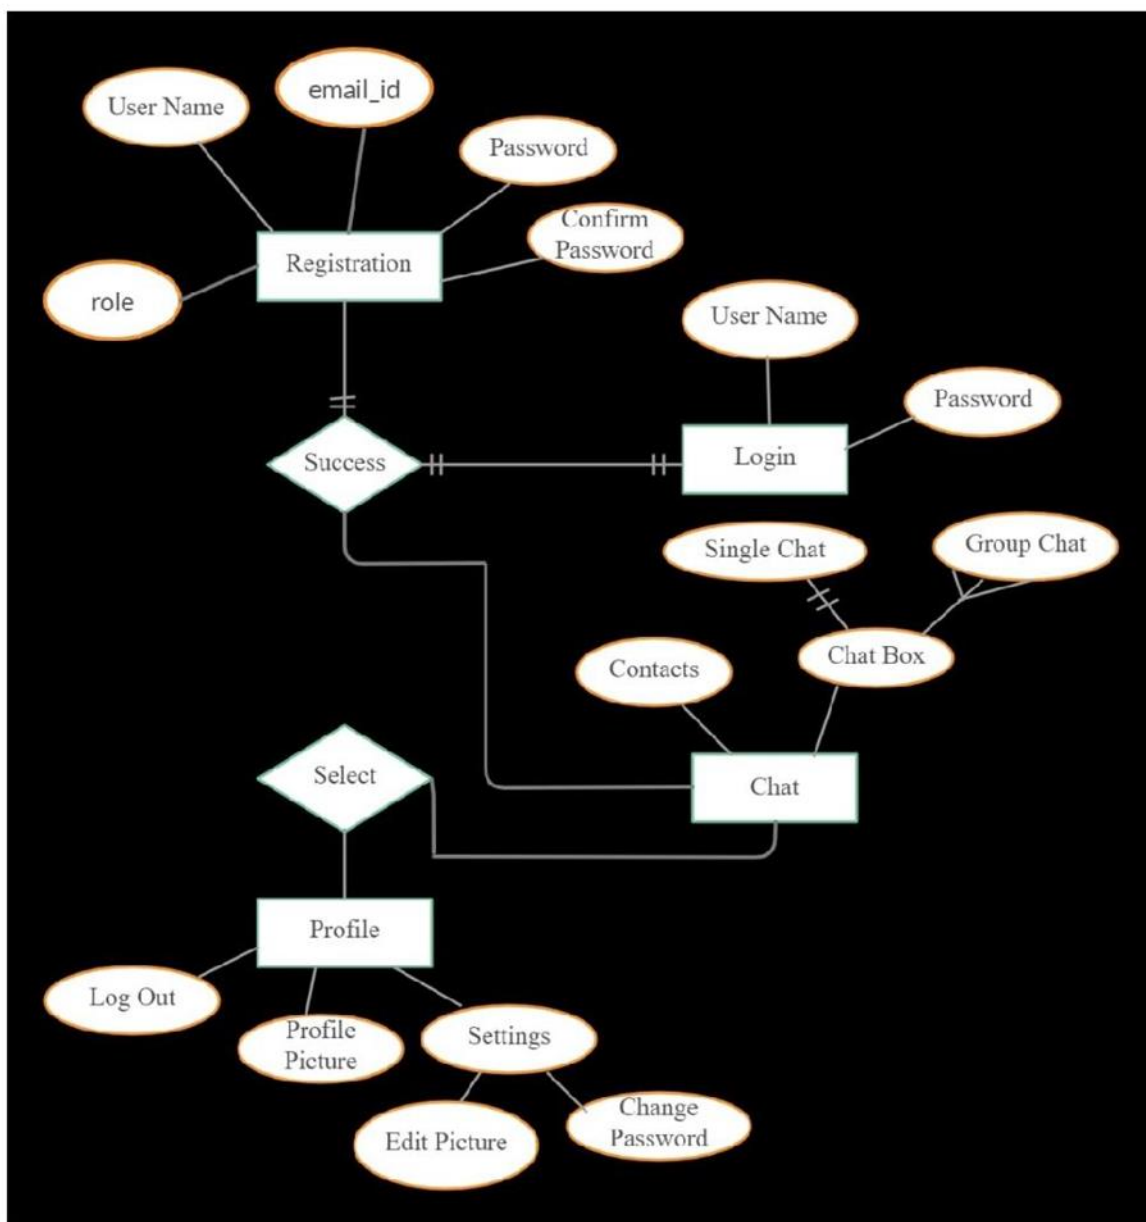 email_id
User Name
Password
Confirm
Password
Registration
role
User Name
Password
Login
Success
Single Chat
Group Chat
Chat Box
Contacts
Select
Chat
Profile
Log Out
Profile
Picture
Settings
Edit Picture
Change
Password